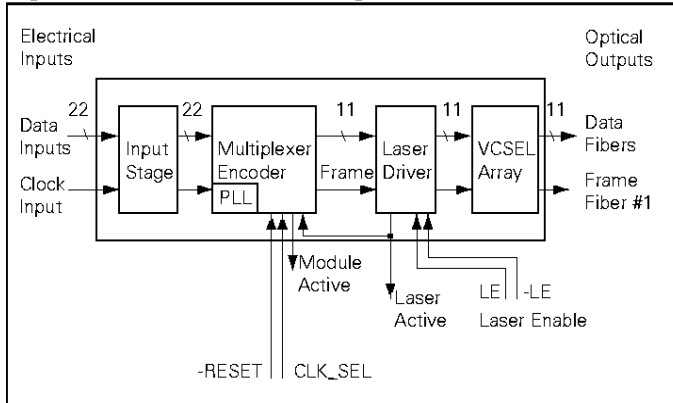 Electrical
Inputs
Optical
Outputs
22
22
11
11
11
Data
Inputs
Input
Stage
Multiplexer
Encoder
Laser
Driver
VCSEL
Array
Data
Fibers
Clock
Input
PLL
Frame
Frame
Fiber #1
Module
Active
Laser
Active
LE
-LE
Laser Enable
-RESET
CLK_SEL